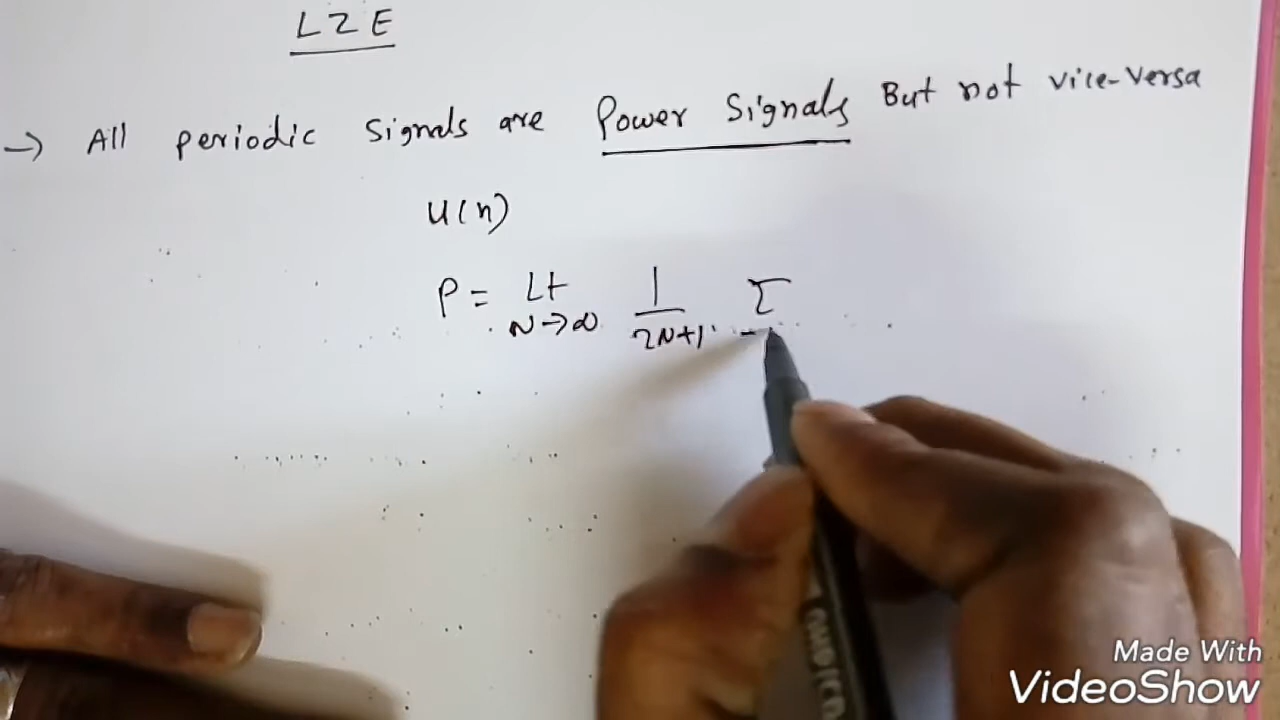 LZE
→ All periodic signals are Power Signals But not vice-versa
u(n)
P = Lt 1 Σ
N→∞ 2N+1 -
Made With
VideoShow